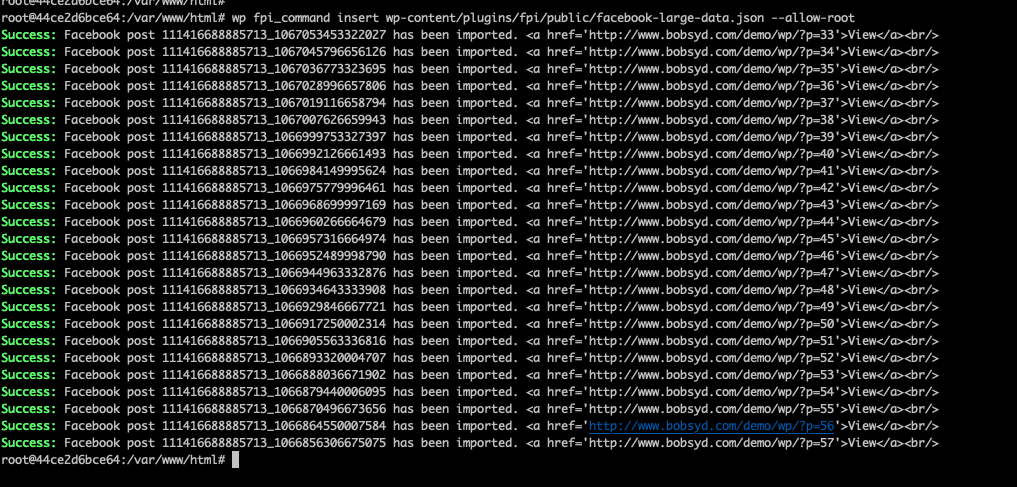 root@44ce2d6bce64:/var/www/html#
root@44ce2d6bce64:/var/www/html# wp fpi_command insert wp-content/plugins/fpi/public/facebook-large-data.json --allow-root
Success: Facebook post 111416688885713_1067053453322027 has been imported. <a href='http://www.bobsyd.com/demo/wp/?p=33'>View</a><br/>
Success: Facebook post 111416688885713_1067045796656126 has been imported. <a href='http://www.bobsyd.com/demo/wp/?p=34'>View</a><br/>
Success: Facebook post 111416688885713_1067036773323695 has been imported. <a href='http://www.bobsyd.com/demo/wp/?p=35'>View</a><br/>
Success: Facebook post 111416688885713_1067028996657806 has been imported. <a href='http://www.bobsyd.com/demo/wp/?p=36'>View</a><br/>
Success: Facebook post 111416688885713_1067019116658794 has been imported. <a href='http://www.bobsyd.com/demo/wp/?p=37'>View</a><br/>
Success: Facebook post 111416688885713_1067007626659943 has been imported. <a href='http://www.bobsyd.com/demo/wp/?p=38'>View</a><br/>
Success: Facebook post 111416688885713_1066999753327397 has been imported. <a href='http://www.bobsyd.com/demo/wp/?p=39'>View</a><br/>
Success: Facebook post 111416688885713_1066992126661493 has been imported. <a href='http://www.bobsyd.com/demo/wp/?p=40'>View</a><br/>
Success: Facebook post 111416688885713_1066984149995624 has been imported. <a href='http://www.bobsyd.com/demo/wp/?p=41'>View</a><br/>
Success: Facebook post 111416688885713_1066975779996461 has been imported. <a href='http://www.bobsyd.com/demo/wp/?p=42'>View</a><br/>
Success: Facebook post 111416688885713_1066968699997169 has been imported. <a href='http://www.bobsyd.com/demo/wp/?p=43'>View</a><br/>
Success: Facebook post 111416688885713_1066960266664679 has been imported. <a href='http://www.bobsyd.com/demo/wp/?p=44'>View</a><br/>
Success: Facebook post 111416688885713_1066957316664974 has been imported. <a href='http://www.bobsyd.com/demo/wp/?p=45'>View</a><br/>
Success: Facebook post 111416688885713_1066952489998790 has been imported. <a href='http://www.bobsyd.com/demo/wp/?p=46'>View</a><br/>
Success: Facebook post 111416688885713_1066944963332876 has been imported. <a href='http://www.bobsyd.com/demo/wp/?p=47'>View</a><br/>
Success: Facebook post 111416688885713_1066934643333908 has been imported. <a href='http://www.bobsyd.com/demo/wp/?p=48'>View</a><br/>
Success: Facebook post 111416688885713_1066929846667721 has been imported. <a href='http://www.bobsyd.com/demo/wp/?p=49'>View</a><br/>
Success: Facebook post 111416688885713_1066917250002314 has been imported. <a href='http://www.bobsyd.com/demo/wp/?p=50'>View</a><br/>
Success: Facebook post 111416688885713_1066905563336816 has been imported. <a href='http://www.bobsyd.com/demo/wp/?p=51'>View</a><br/>
Success: Facebook post 111416688885713_1066893320004707 has been imported. <a href='http://www.bobsyd.com/demo/wp/?p=52'>View</a><br/>
Success: Facebook post 111416688885713_1066888036671902 has been imported. <a href='http://www.bobsyd.com/demo/wp/?p=53'>View</a><br/>
Success: Facebook post 111416688885713_1066879440006095 has been imported. <a href='http://www.bobsyd.com/demo/wp/?p=54'>View</a><br/>
Success: Facebook post 111416688885713_1066870496673656 has been imported. <a href='http://www.bobsyd.com/demo/wp/?p=55'>View</a><br/>
Success: Facebook post 111416688885713_1066864550007584 has been imported. <a href='http://www.bobsyd.com/demo/wp/?p=56'>View</a><br/>
Success: Facebook post 111416688885713_1066856306675075 has been imported. <a href='http://www.bobsyd.com/demo/wp/?p=57'>View</a><br/>
root@44ce2d6bce64:/var/www/html#